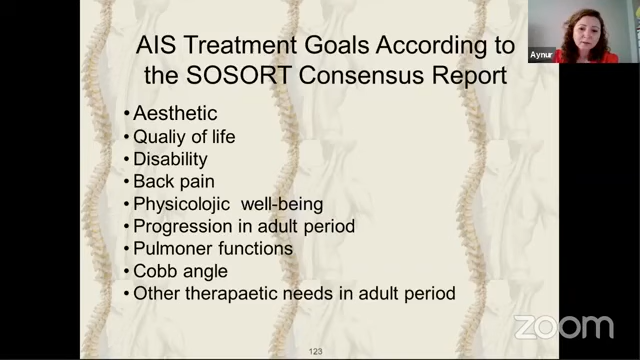 AIS Treatment Goals According to
the SOSORT Consensus Report
• Aesthetic
• Qualiy of life
• Disability
• Back pain
• Physicolojic well-being
• Progression in adult period
• Pulmoner functions
• Cobb angle
• Other therapaetic needs in adult period
123
Aynur
zoom